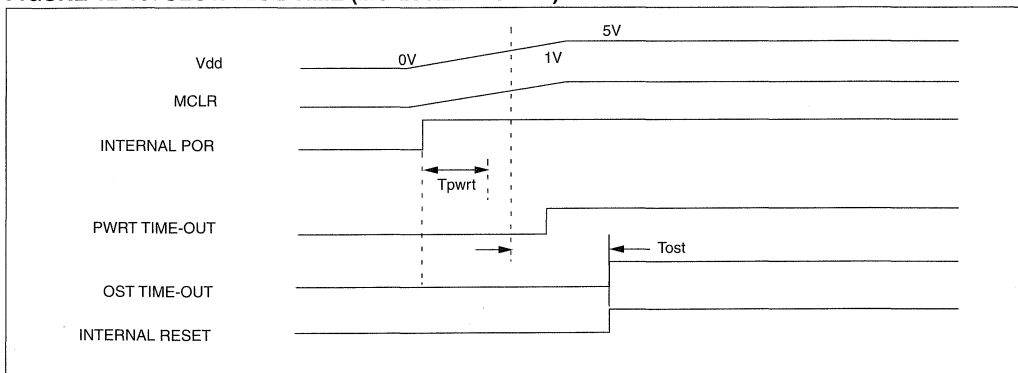 5V
0V
1V
Vdd
MCLR
INTERNAL POR
Tpwrt
PWRT TIME-OUT
Tost
OST TIME-OUT
INTERNAL RESET